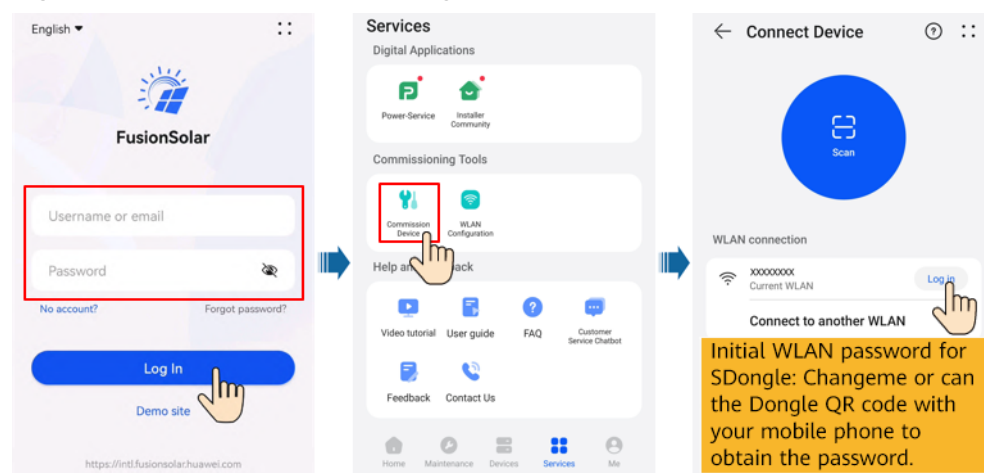 English
FusionSolar
Username or email
Password
No account?
Forgot password?
Log In
Demo site
https://intl.fusionsolar.huawei.com
Services
Digital Applications
Power-Service
Installer
Community
Commissioning Tools
Commission
Device
WLAN
Configuration
Help an back
Video tutorial
User guide
FAQ
Customer
Service Chatbot
Feedback
Contact Us
Home
Maintenance
Devices
Services
Me
Connect Device
Scan
WLAN connection
XXXXXXXX
Current WLAN
Log in
Connect to another WLAN
Initial WLAN password for
SDongle: Changeme or can
the Dongle QR code with
your mobile phone to
obtain the password.